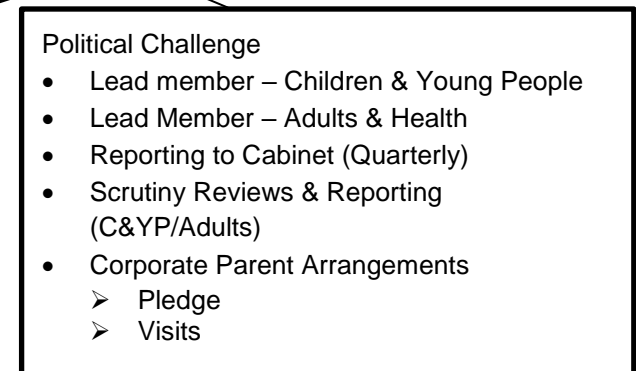 Political Challenge
• Lead member – Children & Young People
• Lead Member – Adults & Health
• Reporting to Cabinet (Quarterly)
• Scrutiny Reviews & Reporting
(C&YP/Adults)
• Corporate Parent Arrangements
➢ Pledge
➢ Visits